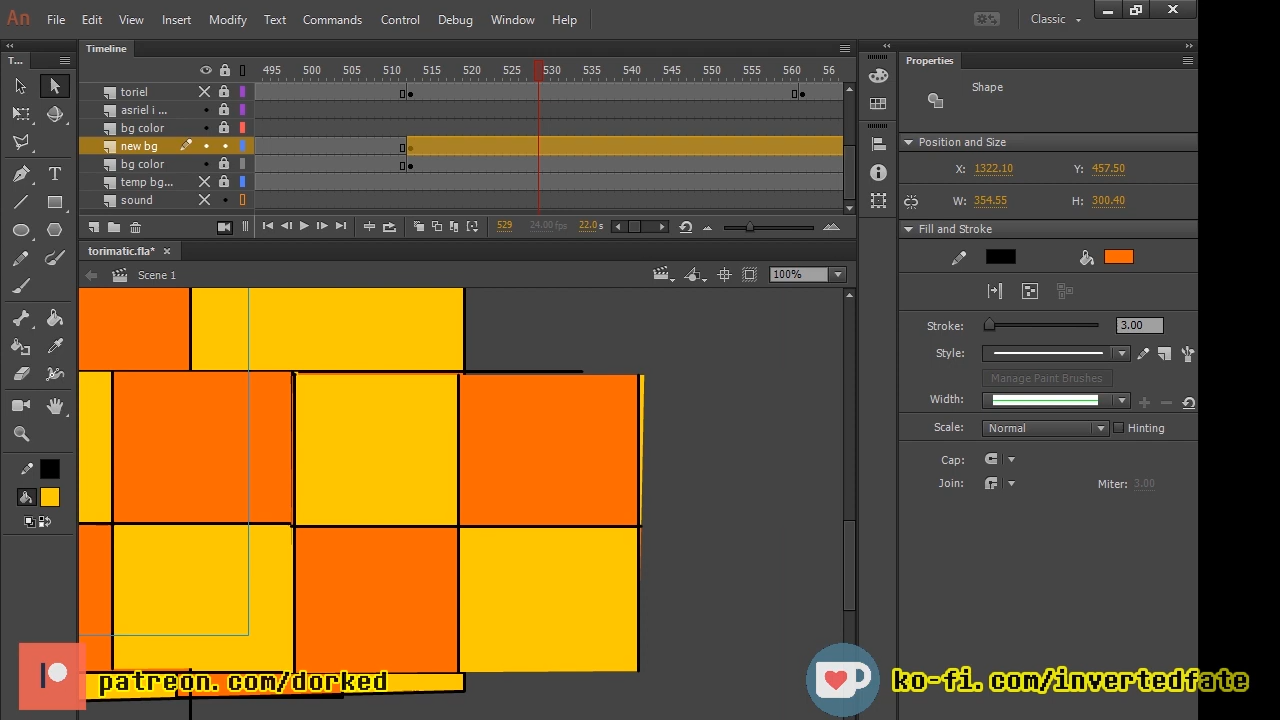 An File Edit View Insert Modify Text Commands Control Debug Window Help Classic
T...
Timeline
495 500 505 510 515 520 525 530 535 540 545 550 555 560 56
toriel
asriel i ...
bg color
new bg
bg color
temp bg...
sound
529 24.00 fps 22.0 s
torimatic.fla*
Scene 1 100%
Properties
Shape
Position and Size
X: 1322.10 Y: 457.50
W: 354.55 H: 300.40
Fill and Stroke
Stroke: 3.00
Style:
Manage Paint Brushes
Width:
Scale: Normal Hinting
Cap:
Join: Miter: 3.00
patreon.com/dorked ko-fi.com/invertedfate